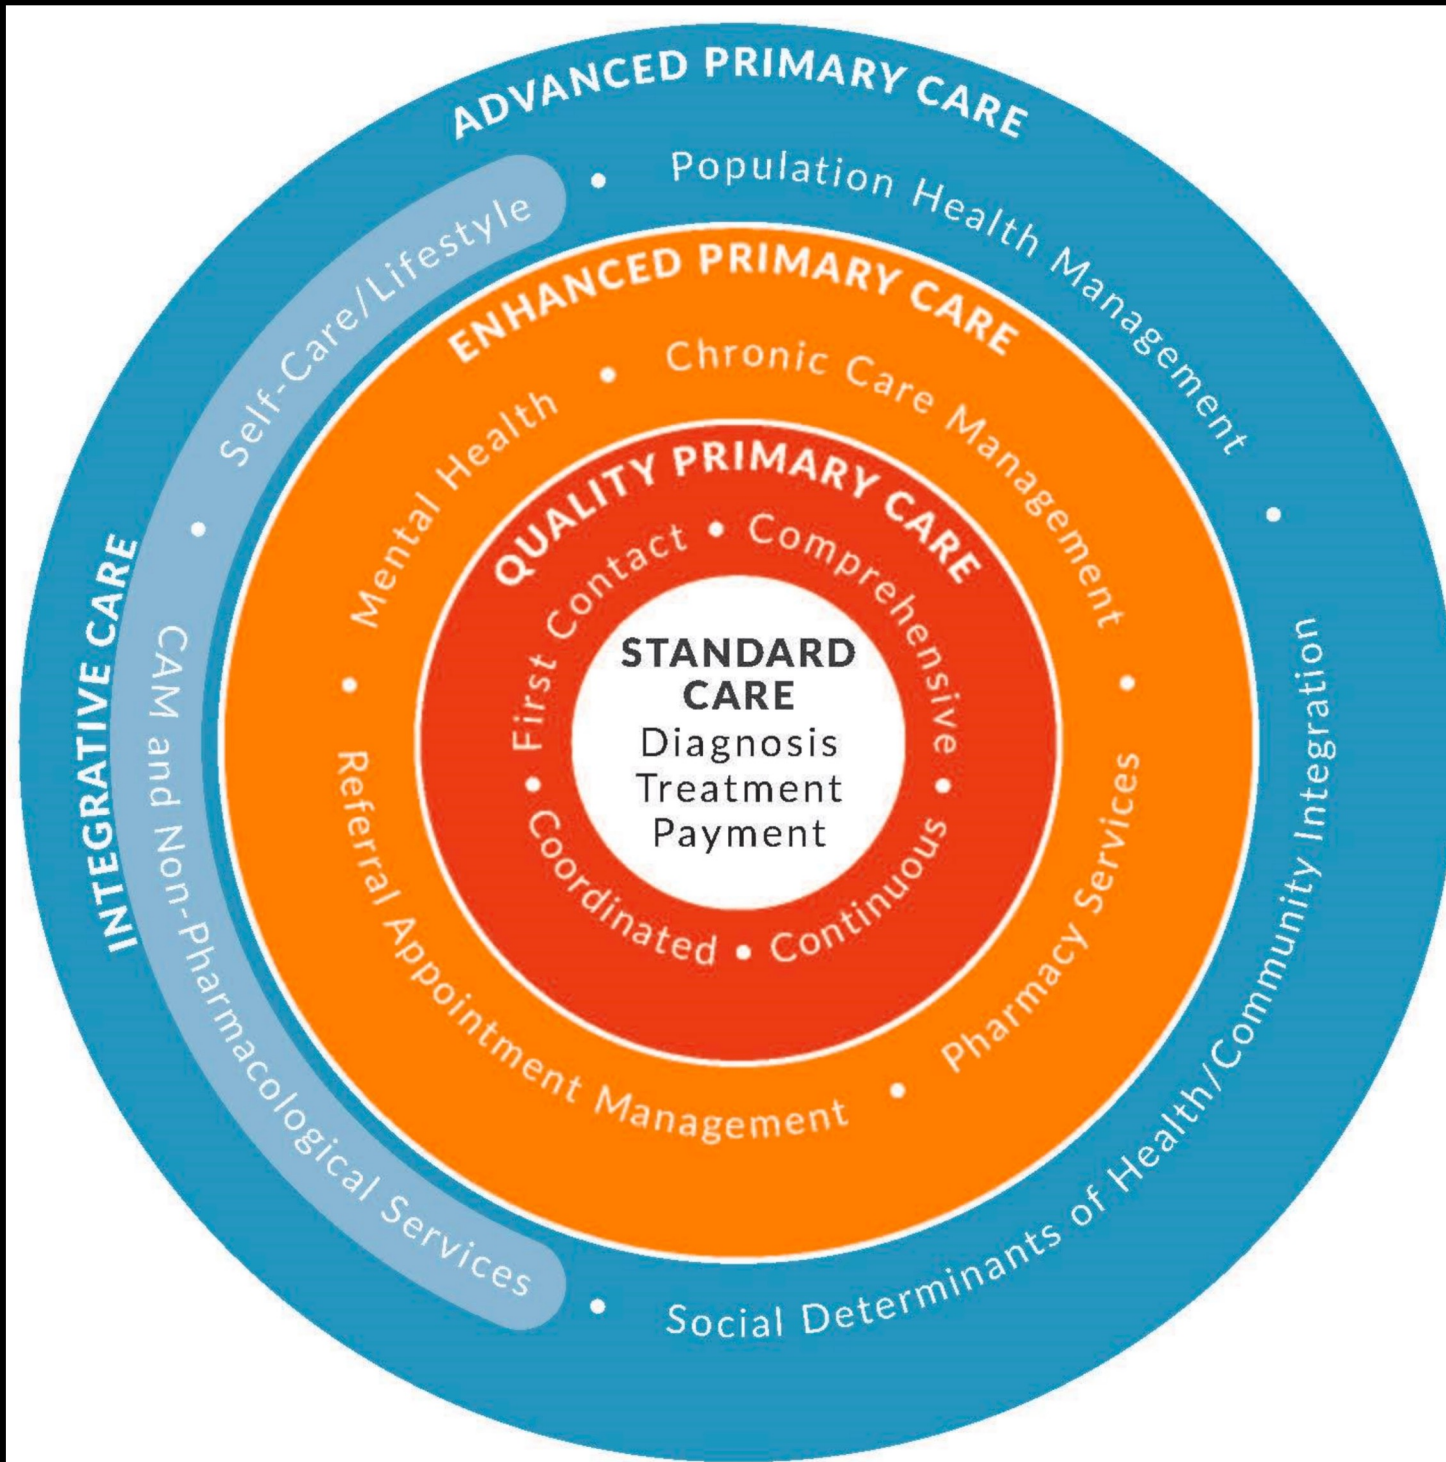 ADVANCED PRIMARY CARE
Population Health Management
Social Determinants of Health/Community Integration
INTEGRATIVE CARE
CAM and Non-Pharmacological Services
Self-Care/Lifestyle
ENHANCED PRIMARY CARE
Chronic Care Management
Pharmacy Services
Referral Appointment Management
Mental Health
QUALITY PRIMARY CARE
First Contact • Comprehensive • Continuous • Coordinated •
STANDARD
CARE
Diagnosis
Treatment
Payment